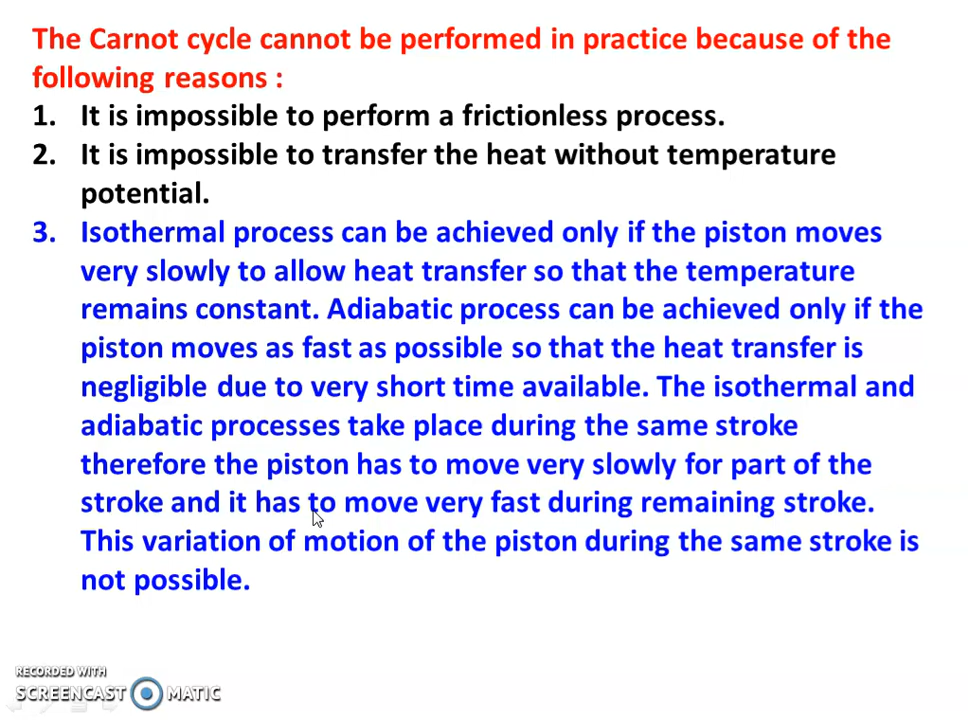 The Carnot cycle cannot be performed in practice because of the
following reasons :
1. It is impossible to perform a frictionless process.
2. It is impossible to transfer the heat without temperature
potential.
3. Isothermal process can be achieved only if the piston moves
very slowly to allow heat transfer so that the temperature
remains constant. Adiabatic process can be achieved only if the
piston moves as fast as possible so that the heat transfer is
negligible due to very short time available. The isothermal and
adiabatic processes take place during the same stroke
therefore the piston has to move very slowly for part of the
stroke and it has to move very fast during remaining stroke.
This variation of motion of the piston during the same stroke is
not possible.
RECORDED WITH
SCREENCAST MATIC